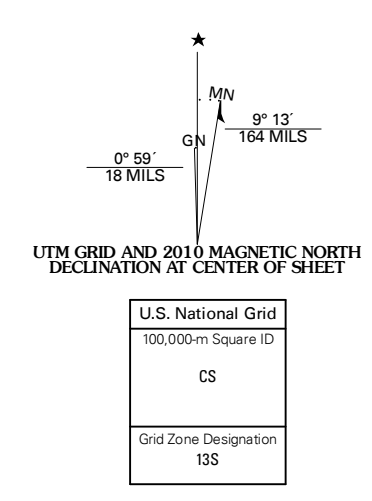 ★
MN
GN
9° 13´
164 MILS
0° 59´
18 MILS
UTM GRID AND 2010 MAGNETIC NORTH
DECLINATION AT CENTER OF SHEET
U.S. National Grid
100,000-m Square ID
CS
Grid Zone Designation
13S